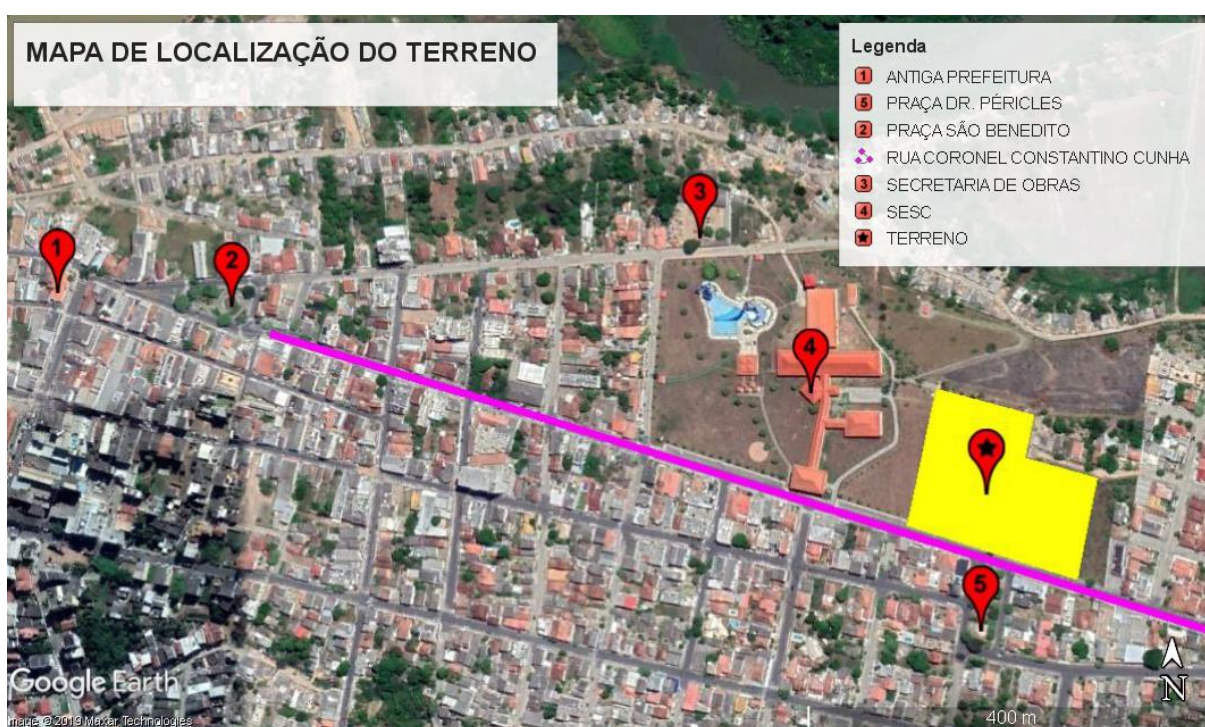 MAPA DE LOCALIZAÇÃO DO TERRENO
Legenda
1 ANTIGA PREFEITURA
5 PRAÇA DR. PÉRICLES
2 PRAÇA SÃO BENEDITO
RUA CORONEL CONSTANTINO CUNHA
3 SECRETARIA DE OBRAS
4 SESC
TERRENO
3
1
2
4
5
N
Google Earth
Image © 2019 Maxar Technologies
400 m